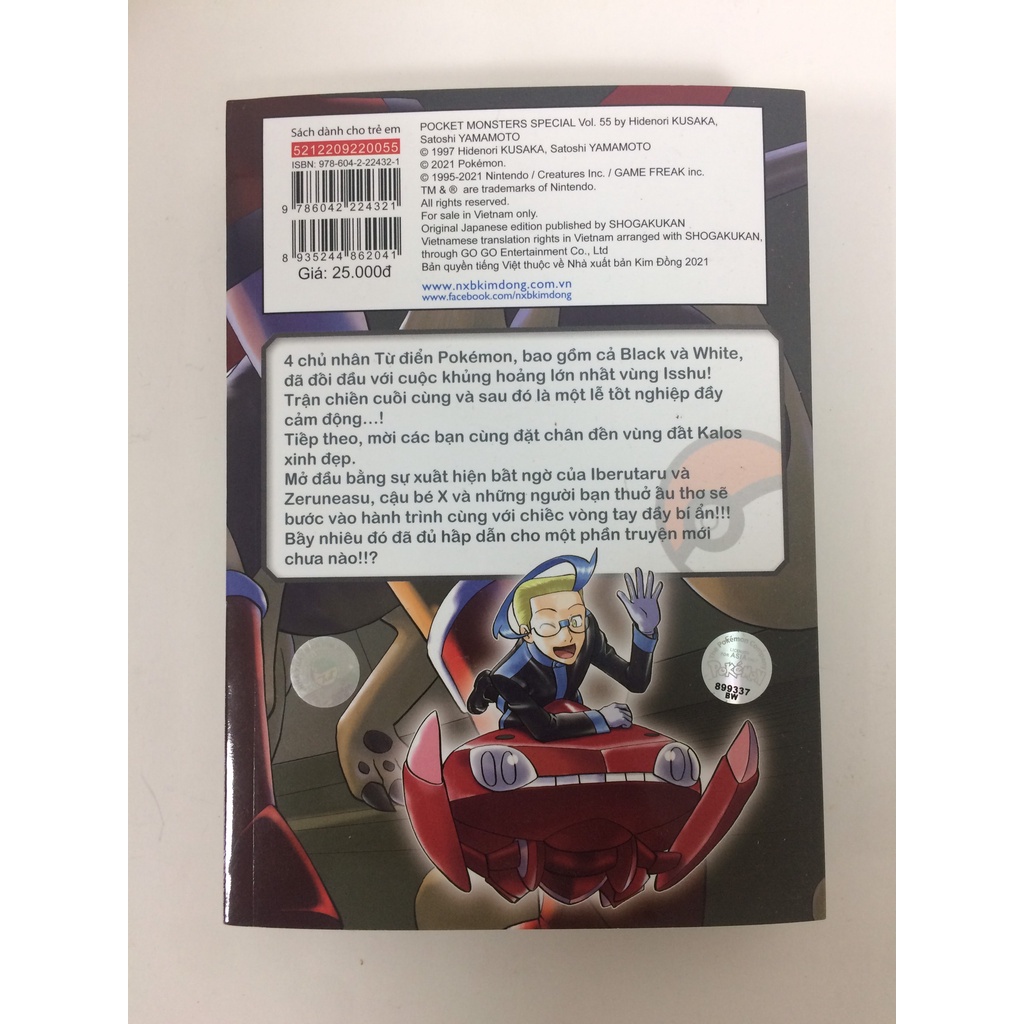 Sách dành cho trẻ em
5212209220055
ISBN: 978-604-2-22432-1
9 786042 224321
8 935244 862041
Giá: 25.000đ
POCKET MONSTERS SPECIAL Vol. 55 by Hidenori KUSAKA,
Satoshi YAMAMOTO
© 1997 Hidenori KUSAKA, Satoshi YAMAMOTO
© 2021 Pokémon.
© 1995-2021 Nintendo / Creatures Inc. / GAME FREAK inc.
TM & ® are trademarks of Nintendo.
All rights reserved.
For sale in Vietnam only.
Original Japanese edition published by SHOGAKUKAN
Vietnamese translation rights in Vietnam arranged with SHOGAKUKAN,
through GO GO Entertainment Co., Ltd
Bản quyền tiếng Việt thuộc về Nhà xuất bản Kim Đồng 2021
www.nxbkimdong.com.vn
www.facebook.com/nxbkimdong
4 chủ nhân Từ điển Pokémon, bao gồm cả Black và White,
đã đối đầu với cuộc khủng hoảng lớn nhất vùng Isshu!
Trận chiến cuối cùng và sau đó là một lễ tốt nghiệp đầy
cảm động...!
Tiếp theo, mời các bạn cùng đặt chân đến vùng đất Kalos
xinh đẹp.
Mở đầu bằng sự xuất hiện bất ngờ của Iberutaru và
Zeruneasu, cậu bé X và những người bạn thuở ấu thơ sẽ
bước vào hành trình cùng với chiếc vòng tay đầy bí ẩn!!!
Bấy nhiêu đó đã đủ hấp dẫn cho một phần truyện mới
chưa nào!!?
POKéMON
899337
BW